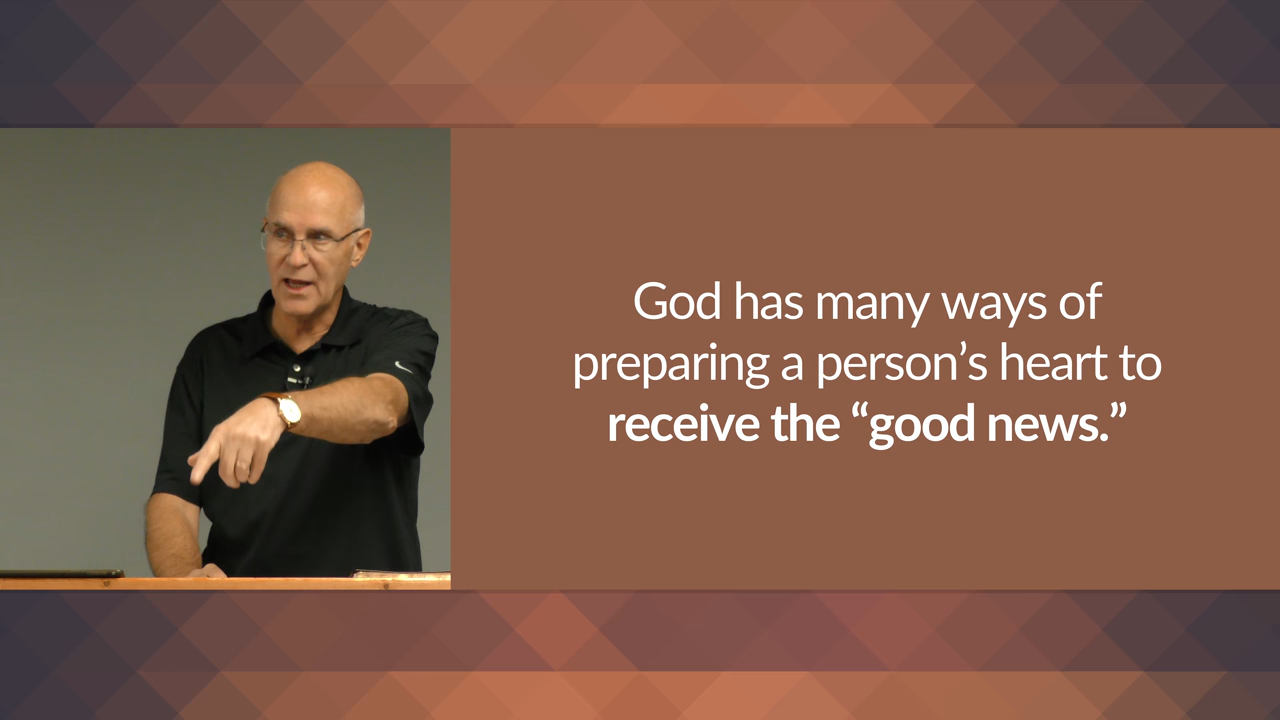 God has many ways of
preparing a person’s heart to
receive the “good news.”